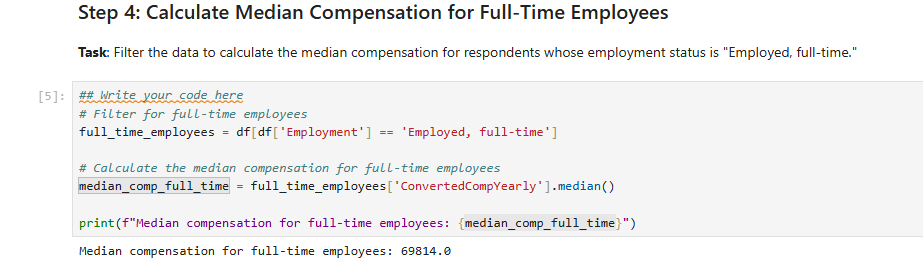 Step 4: Calculate Median Compensation for Full-Time Employees
Task: Filter the data to calculate the median compensation for respondents whose employment status is "Employed, full-time."
[5]: ## Write your code here
# Filter for full-time employees
full_time_employees = df[df['Employment'] == 'Employed, full-time']
# Calculate the median compensation for full-time employees
median_comp_full_time = full_time_employees['ConvertedCompYearly'].median()
print(f"Median compensation for full-time employees: {median_comp_full_time}")
Median compensation for full-time employees: 69814.0